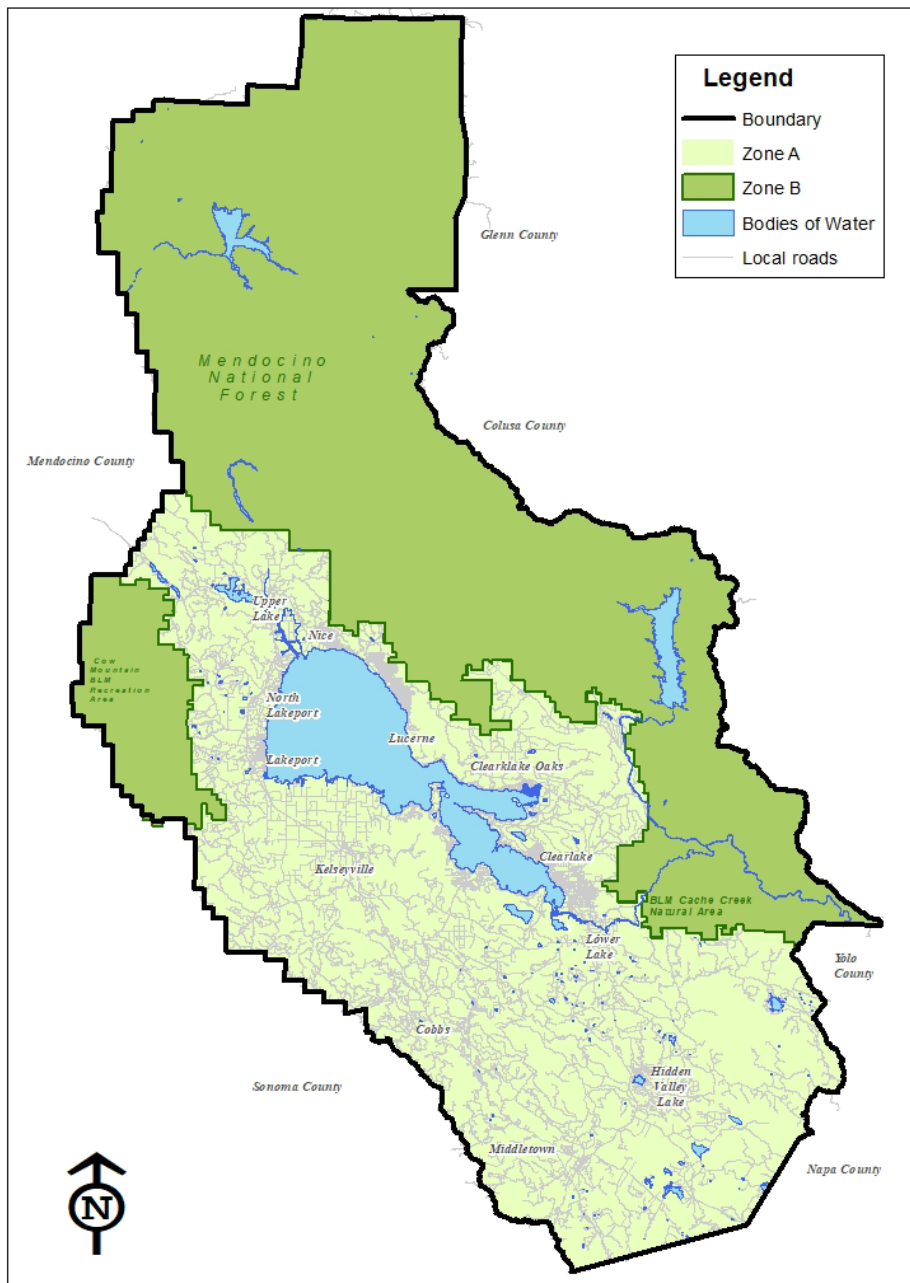 Legend
Boundary
Zone A
Zone B
Bodies of Water
Local roads
Glenn County
Mendocino
National
Forest
Colusa County
Mendocino County
Upper
Lake
Nice
Cow
Mountain
BLM
Recreation
Area
North
Lakeport
Lucerne
Lakeport
Clearklake Oaks
Clearlake
Kelseyville
BLM Cache Creek
Natural Area
Lower
Lake
Yolo
County
Cobbs
Sonoma County
Hidden
Valley
Lake
Middletown
Napa County
N